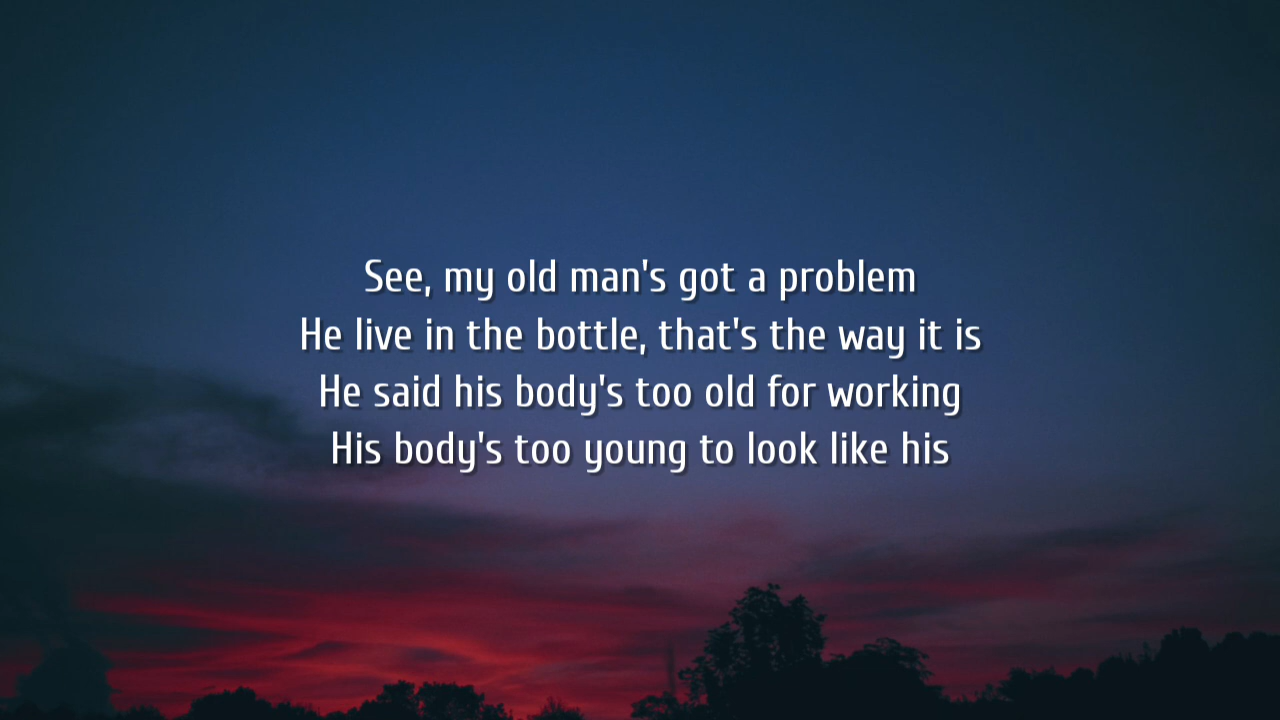 See, my old man's got a problem
He live in the bottle, that's the way it is
He said his body's too old for working
His body's too young to look like his